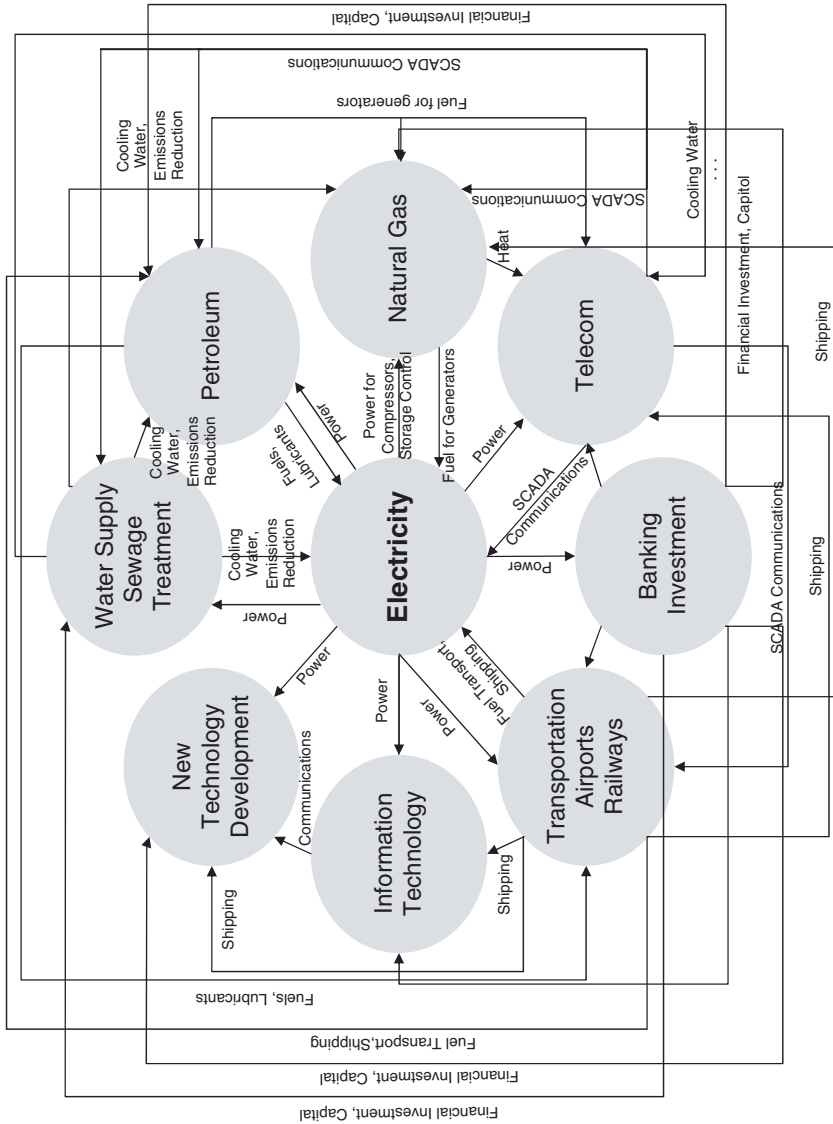 Financial Investment, Capital
SCADA Communications
Fuel for generators
Cooling
Water,
Emissions
Reduction
Cooling Water
. . .
Natural Gas
SCADA Communications
Heat
Financial Investment, Capitol
Shipping
Petroleum
Telecom
Power for
Compressors,
Storage Control
Fuel for Generators
Power
Fuels,
Lubricants
Power
Cooling
Water,
Emissions
Reduction
SCADA
Communications
Water Supply
Sewage
Treatment
Cooling
Water,
Emissions
Reduction
Electricity
Power
Banking
Investment
SCADA Communications
Shipping
Power
Power
Power
Power
Fuel Transport,
Shipping
New
Technology
Development
Communications
Information
Technology
Transportation
Airports
Railways
Shipping
Shipping
Fuels, Lubricants
Fuel Transport,Shipping
Financial Investment, Capital
Financial Investment, Capital